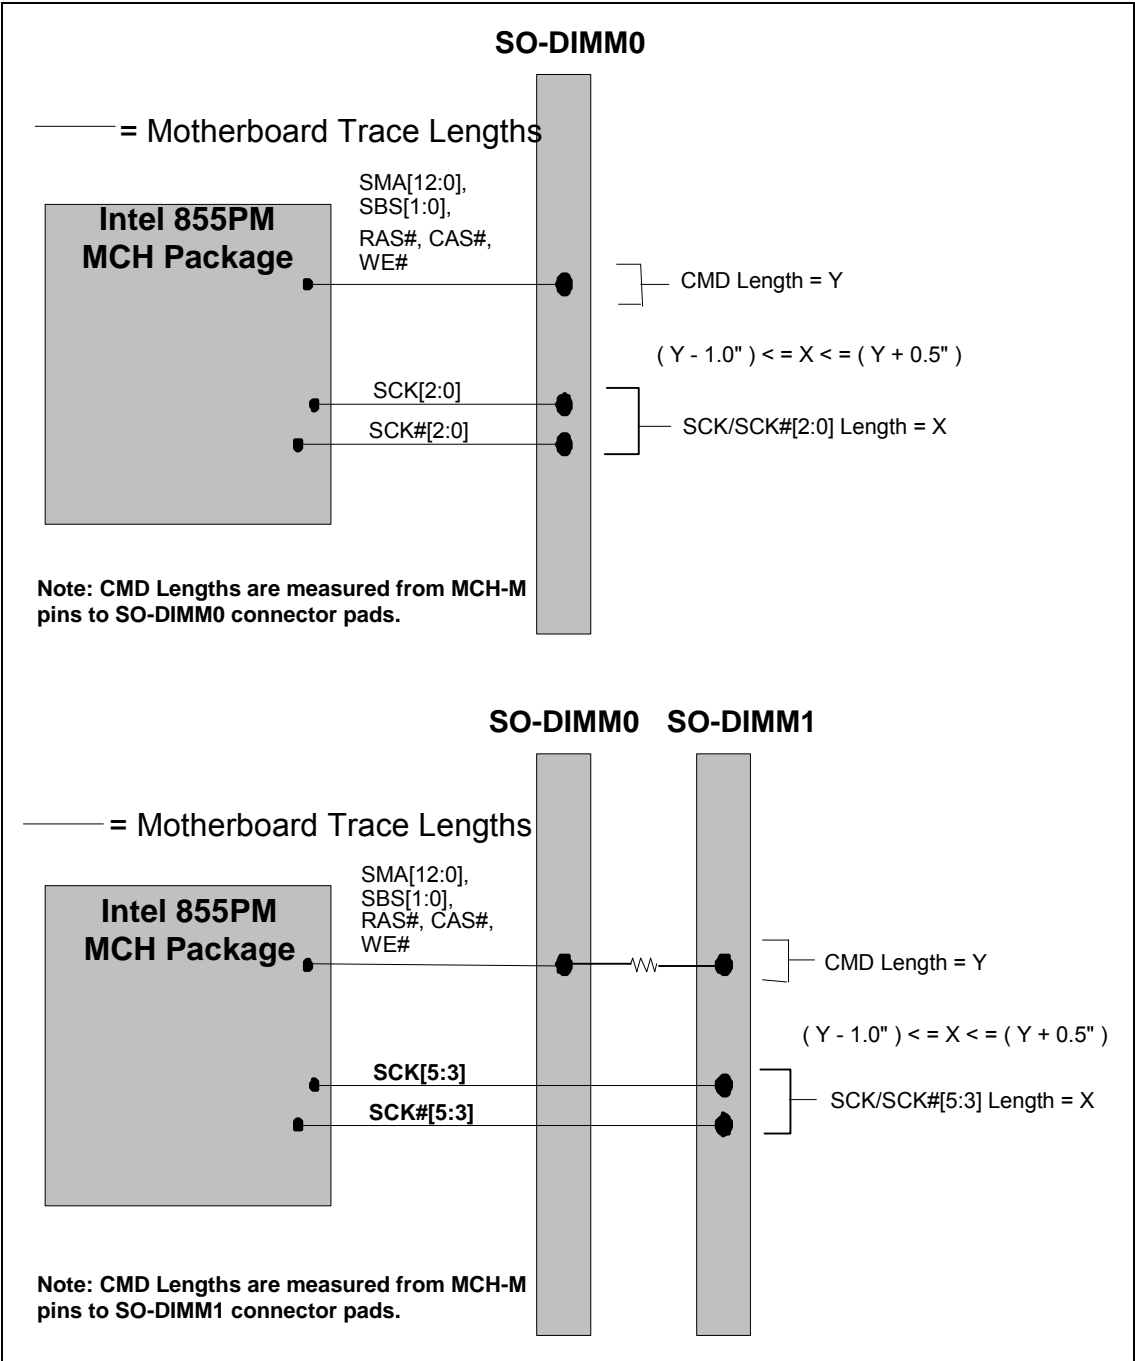 SO-DIMM0
= Motherboard Trace Lengths
SMA[12:0],
SBS[1:0],
RAS#, CAS#,
WE#
Intel 855PM
MCH Package
CMD Length = Y
( Y - 1.0" ) < = X < = ( Y + 0.5" )
SCK[2:0]
SCK#[2:0]
SCK/SCK#[2:0] Length = X
Note: CMD Lengths are measured from MCH-M
pins to SO-DIMM0 connector pads.
SO-DIMM0 SO-DIMM1
= Motherboard Trace Lengths
SMA[12:0],
SBS[1:0],
RAS#, CAS#,
WE#
Intel 855PM
MCH Package
CMD Length = Y
( Y - 1.0" ) < = X < = ( Y + 0.5" )
SCK[5:3]
SCK#[5:3]
SCK/SCK#[5:3] Length = X
Note: CMD Lengths are measured from MCH-M
pins to SO-DIMM1 connector pads.